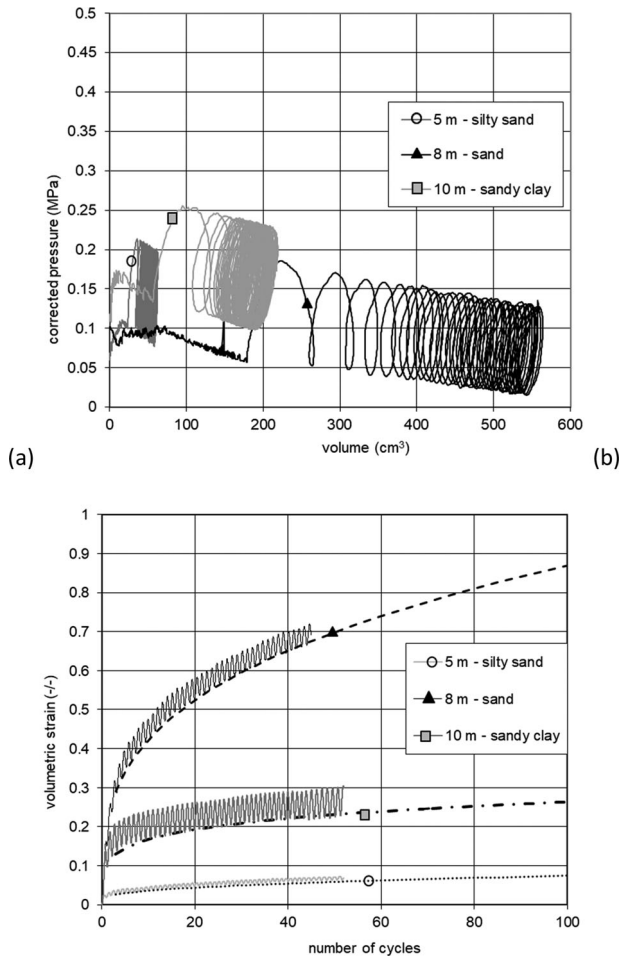 0.5
0.45
0.4
0.35
0.3
0.25
0.2
0.15
0.1
0.05
0
corrected pressure (MPa)
5 m - silty sand
8 m - sand
10 m - sandy clay
0 100 200 300 400 500 600
volume (cm³)
(a) (b)
1
0.9
0.8
0.7
0.6
0.5
0.4
0.3
0.2
0.1
0
volumetric strain (-/-)
5 m - silty sand
8 m - sand
10 m - sandy clay
0 20 40 60 80 100
number of cycles